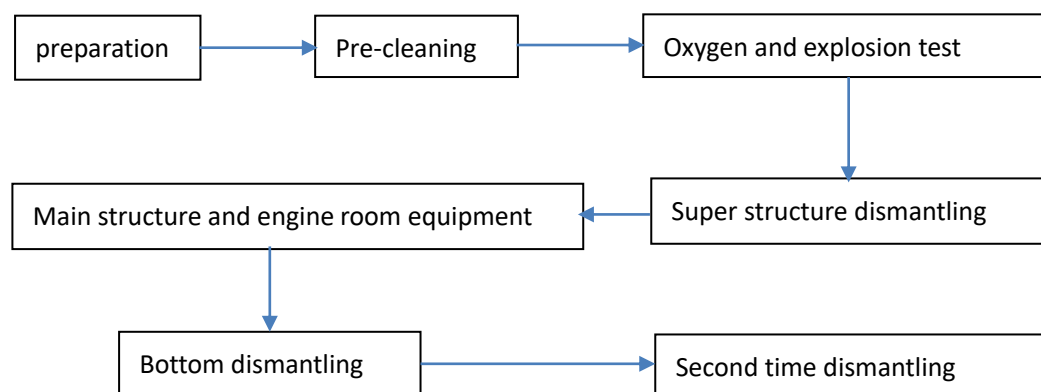 preparation
Pre-cleaning
Oxygen and explosion test
Super structure dismantling
Main structure and engine room equipment
Bottom dismantling
Second time dismantling